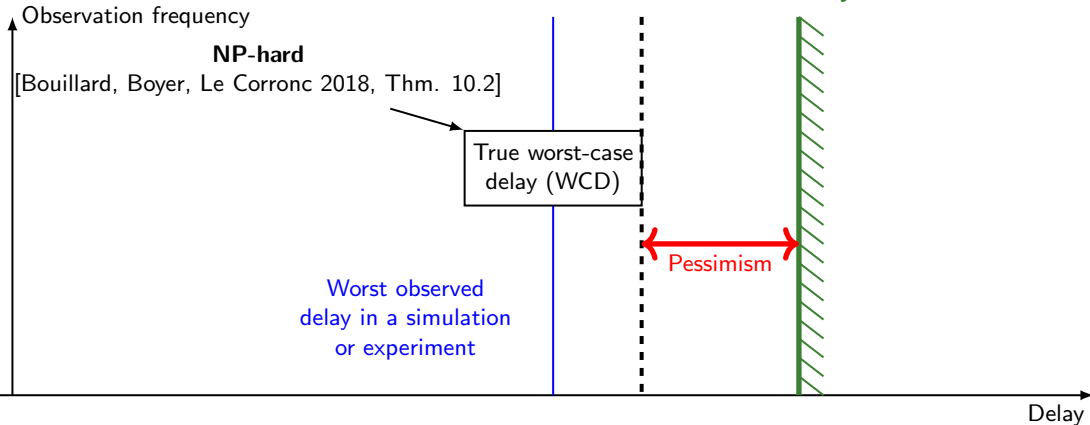 Observation frequency
NP-hard
[Bouillard, Boyer, Le Corronc 2018, Thm. 10.2]
True worst-case
delay (WCD)
Pessimism
Worst observed
delay in a simulation
or experiment
Delay